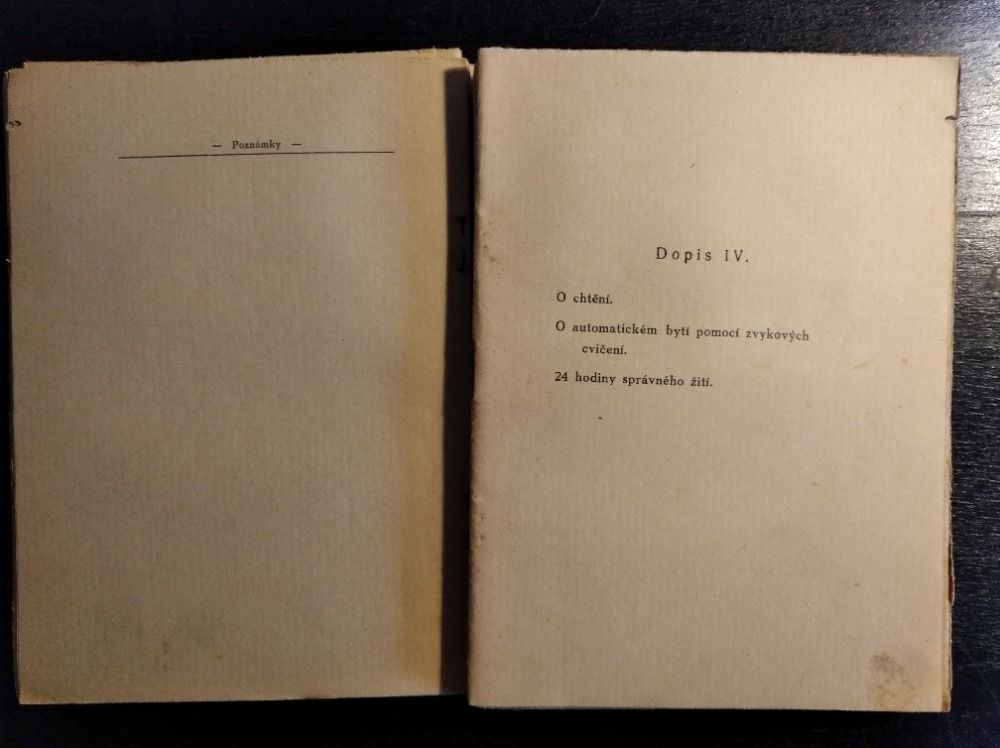 — Poznámky —
Dopis IV.
O chtění.
O automatickém bytí pomocí zvykových
cvičení.
24 hodiny správného žití.